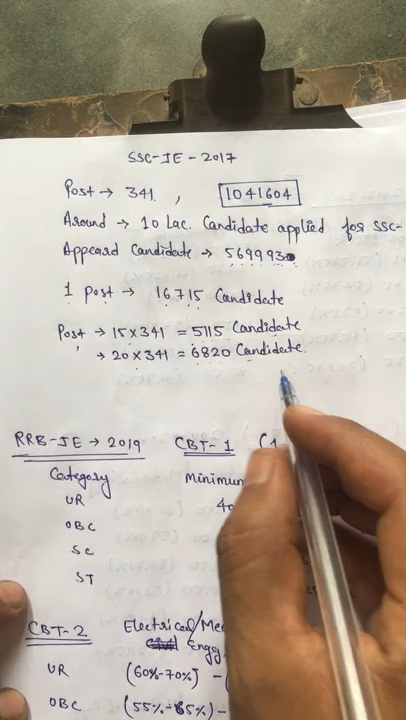 SSC-JE-2017
Post → 341. , 1041604
Around → 10 Lac. Candidate applied for SSC-
Appeard Candidate → 569993
1 post → 16715 Candidate
Post → 15×341 = 5115 Candidate
→ 20×341 = 6820 Candidate.
RRB-JE → 2019 CBT-1
Category Minimum
UR 40
OBC
SC
ST
CBT-2 Electrical/Mec
Engg
UR (60%-70%) -
OBC (55%-65%) -